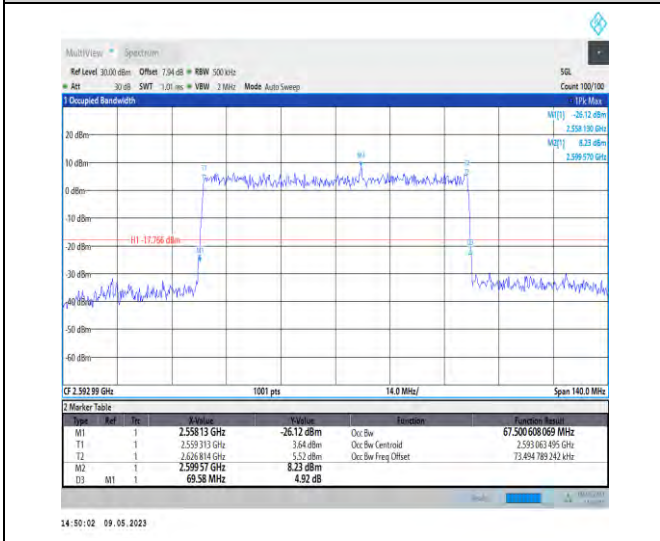 MultiView Spectrum
Ref Level 30.00 dBm Offset 7.94 dB RBW 500 kHz SGL
Att 30 dB SWT 1.01 ms VBW 2 MHz Mode Auto Sweep Count 100/100
1 Occupied Bandwidth 1Pk Max
M1[1] -26.12 dBm
2.558 130 GHz
M2[1] 8.23 dBm
2.599 570 GHz
20 dBm
10 dBm
0 dBm
-10 dBm
H1 -17.766 dBm
-20 dBm
-30 dBm
-40 dBm
-50 dBm
-60 dBm
CF 2.592 99 GHz 1001 pts 14.0 MHz/ Span 140.0 MHz
2 Marker Table
Type Ref Trc X-Value Y-Value Function Function Result
M1 1 2.55813 GHz -26.12 dBm Occ Bw 67.500 608 069 MHz
T1 1 2.559 313 GHz 3.64 dBm Occ Bw Centroid 2.593 063 495 GHz
T2 1 2.626 814 GHz 5.52 dBm Occ Bw Freq Offset 73.494 789 242 kHz
M2 1 2.599 57 GHz 8.23 dBm
D3 M1 1 69.58 MHz 4.92 dB
14:50:02 09.05.2023